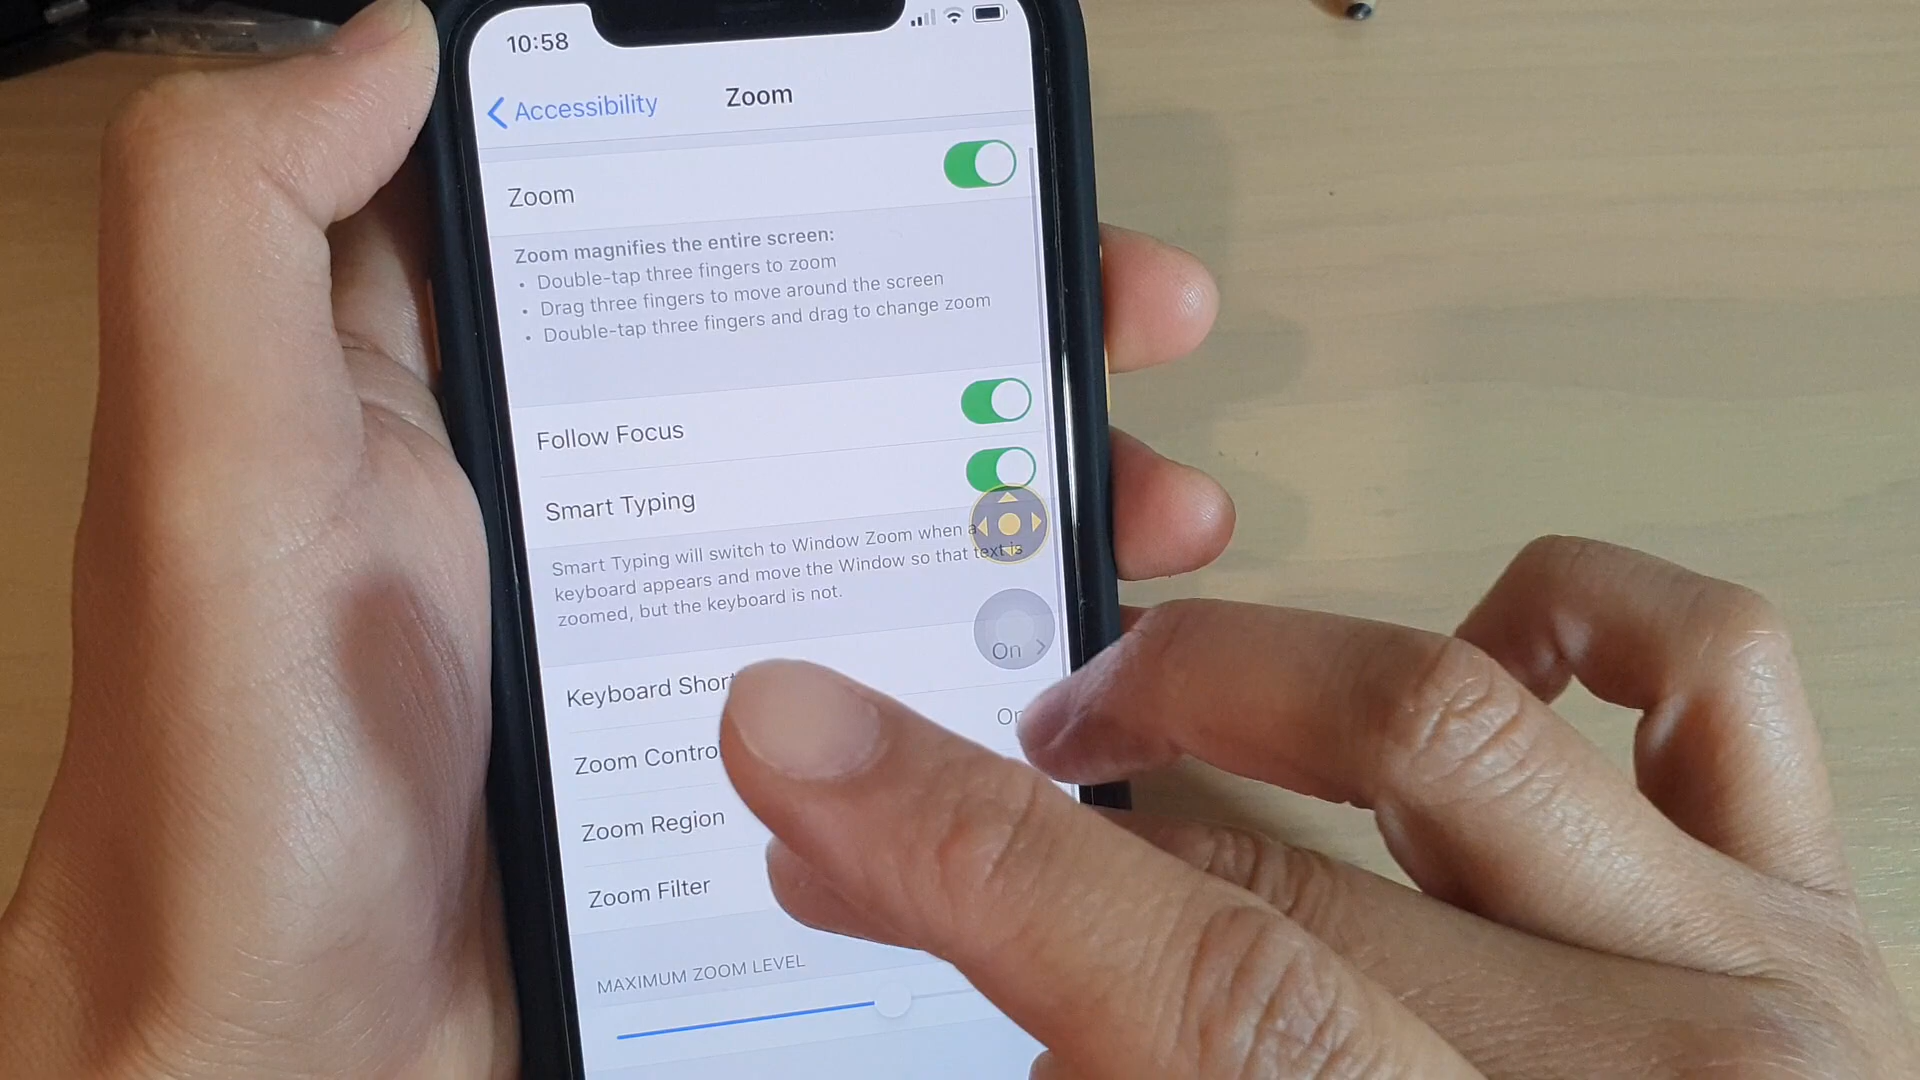 10:58
Accessibility
Zoom
Zoom
Zoom magnifies the entire screen:
• Double-tap three fingers to zoom
• Drag three fingers to move around the screen
• Double-tap three fingers and drag to change zoom
Follow Focus
Smart Typing
Smart Typing will switch to Window Zoom when a
keyboard appears and move the Window so that text is
zoomed, but the keyboard is not.
Keyboard Short
On
Zoom Contro
On
Zoom Region
Zoom Filter
MAXIMUM ZOOM LEVEL